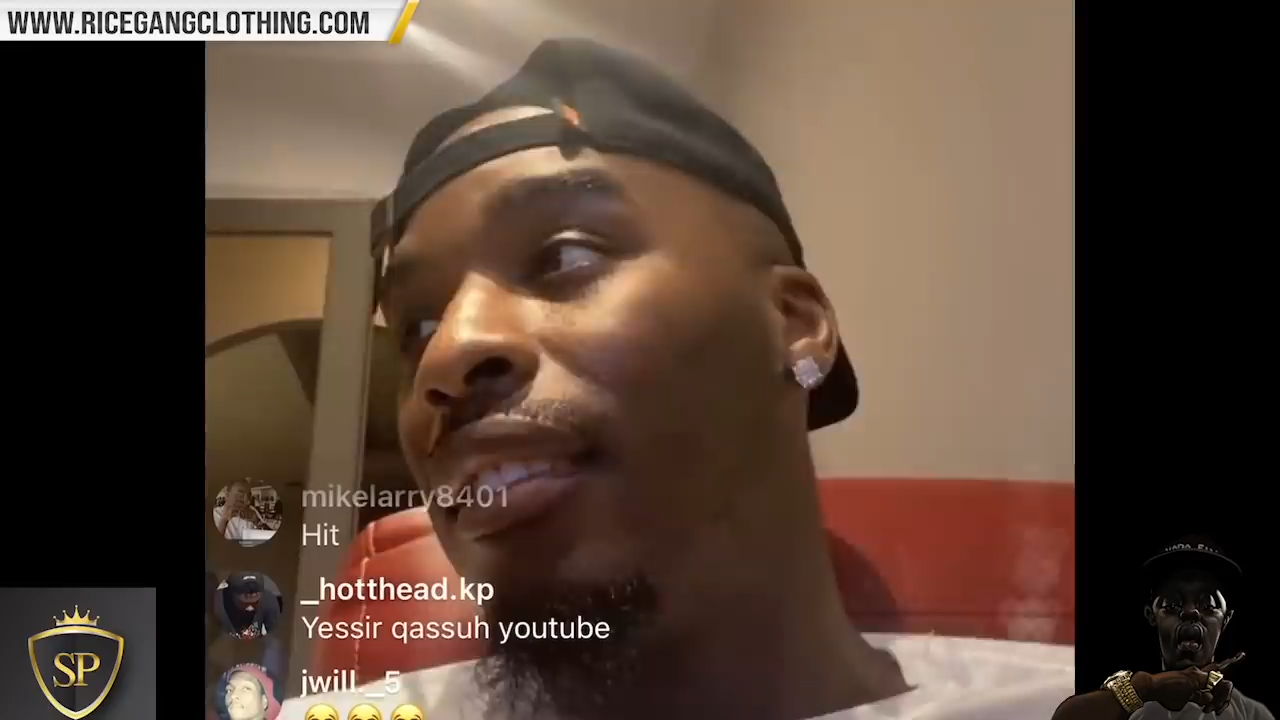 WWW.RICEGANGCLOTHING.COM
mikelarry8401
Hit
_hotthead.kp
Yessir qassuh youtube
jwill._5
😂😂😂
SP